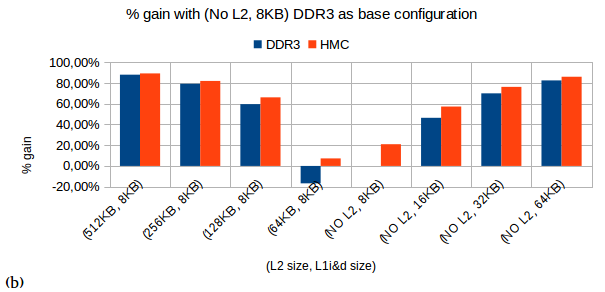 % gain with (No L2, 8KB) DDR3 as base configuration
DDR3 HMC
100,00%
80,00%
60,00%
40,00%
20,00%
0,00%
-20,00%
% gain
(512KB, 8KB)
(256KB, 8KB)
(128KB, 8KB)
(64KB, 8KB)
(NO L2, 8KB)
(NO L2, 16KB)
(NO L2, 32KB)
(NO L2, 64KB)
(L2 size, L1i&d size)
(b)